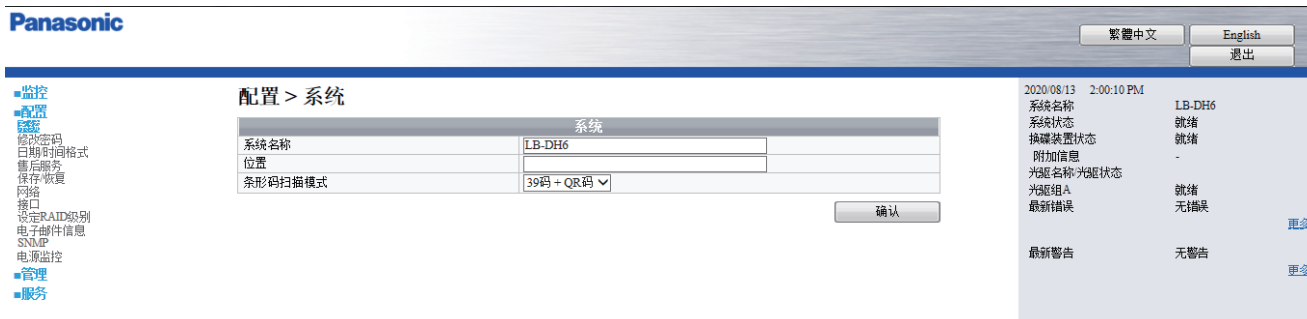 Panasonic
繁體中文
English
退出
■监控
■配置
系统
修改密码
日期/时间格式
售后服务
保存/恢复
网络
接口
设定RAID级别
电子邮件信息
SNMP
电源监控
■管理
■服务
配置 > 系统
系统
系统名称 LB-DH6
位置
条形码扫描模式 39码 + QR码
确认
2020/08/13 2:00:10 PM
系统名称 LB-DH6
系统状态 就绪
换碟装置状态 就绪
附加信息 -
光驱名称/光驱状态
光驱组A 就绪
最新错误 无错误
更多
最新警告 无警告
更多